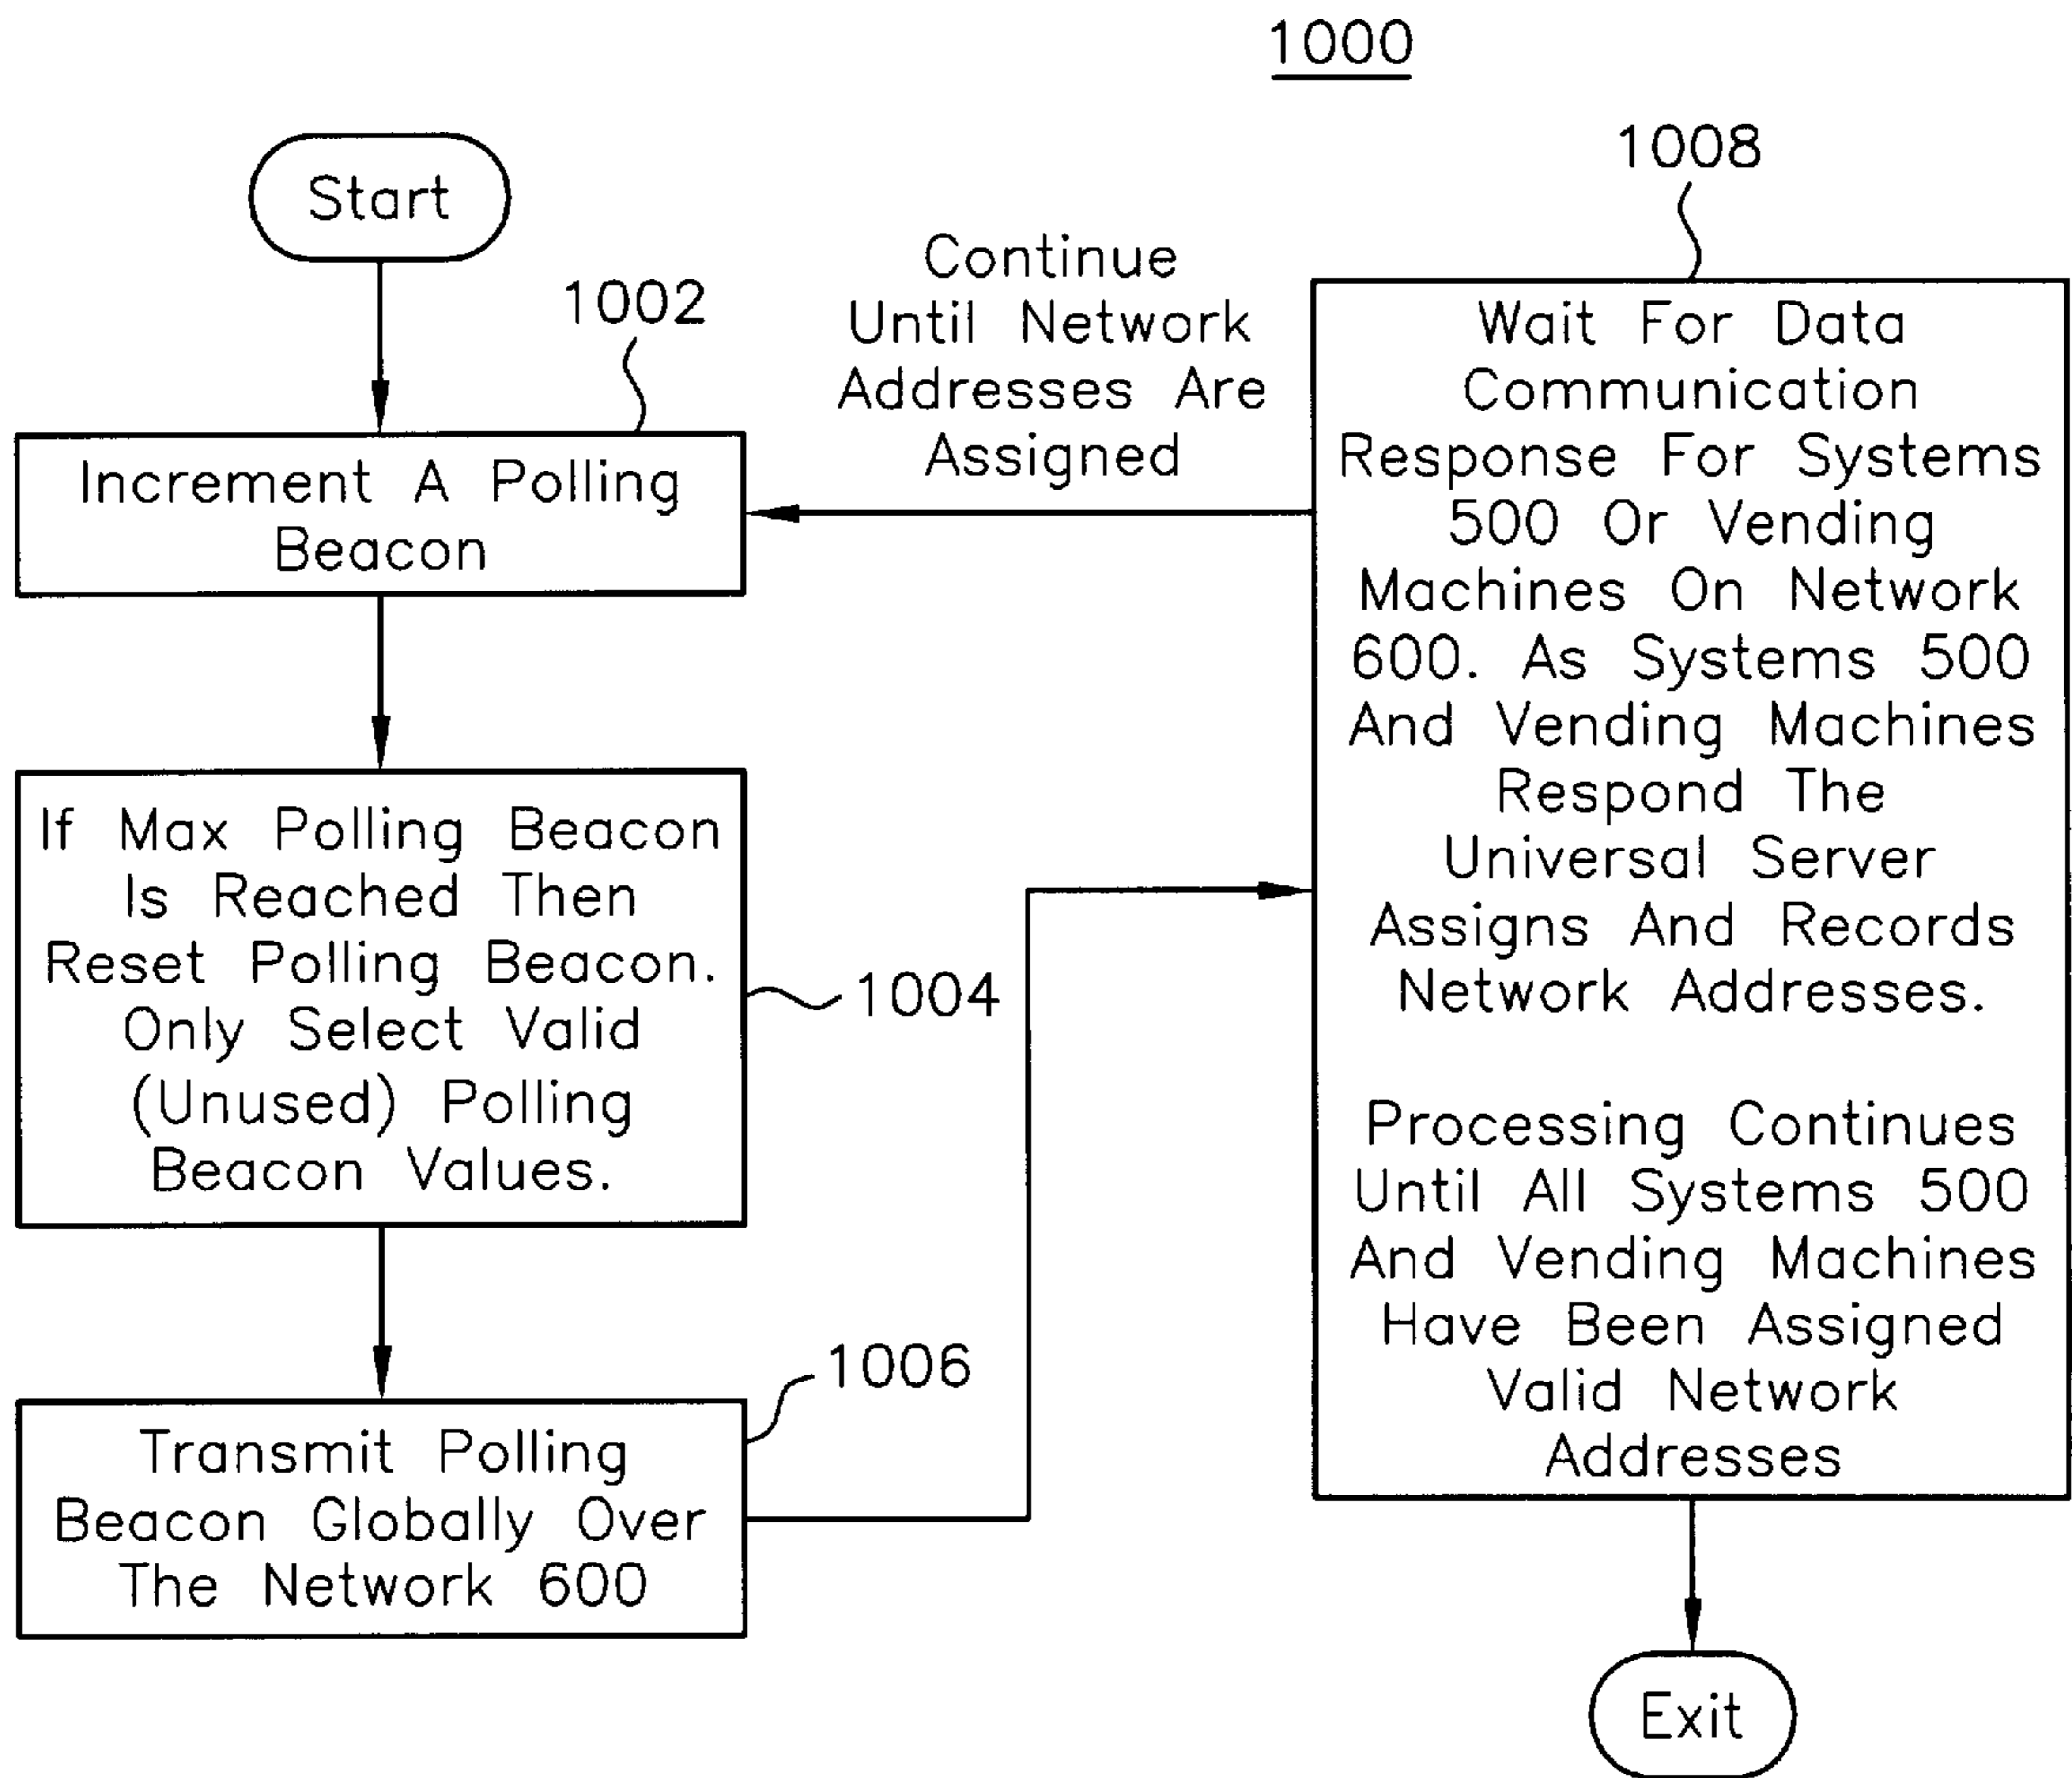 1000
Start
1002
Increment A Polling
Beacon
If Max Polling Beacon
Is Reached Then
Reset Polling Beacon.
Only Select Valid
(Unused) Polling
Beacon Values.
1004
Transmit Polling
Beacon Globally Over
The Network 600
1006
Continue
Until Network
Addresses Are
Assigned
1008
Wait For Data
Communication
Response For Systems
500 Or Vending
Machines On Network
600. As Systems 500
And Vending Machines
Respond The
Universal Server
Assigns And Records
Network Addresses.
Processing Continues
Until All Systems 500
And Vending Machines
Have Been Assigned
Valid Network
Addresses
Exit